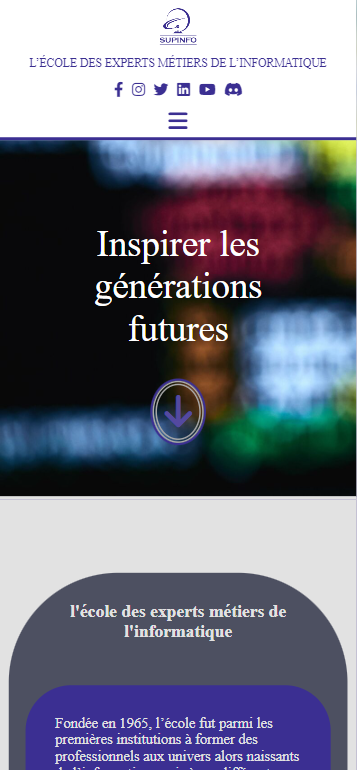 SUPINFO
L'ÉCOLE DES EXPERTS MÉTIERS DE L'INFORMATIQUE
Inspirer les
générations
futures
l'école des experts métiers de
l'informatique
Fondée en 1965, l'école fut parmi les
premières institutions à former des
professionnels aux univers alors naissants